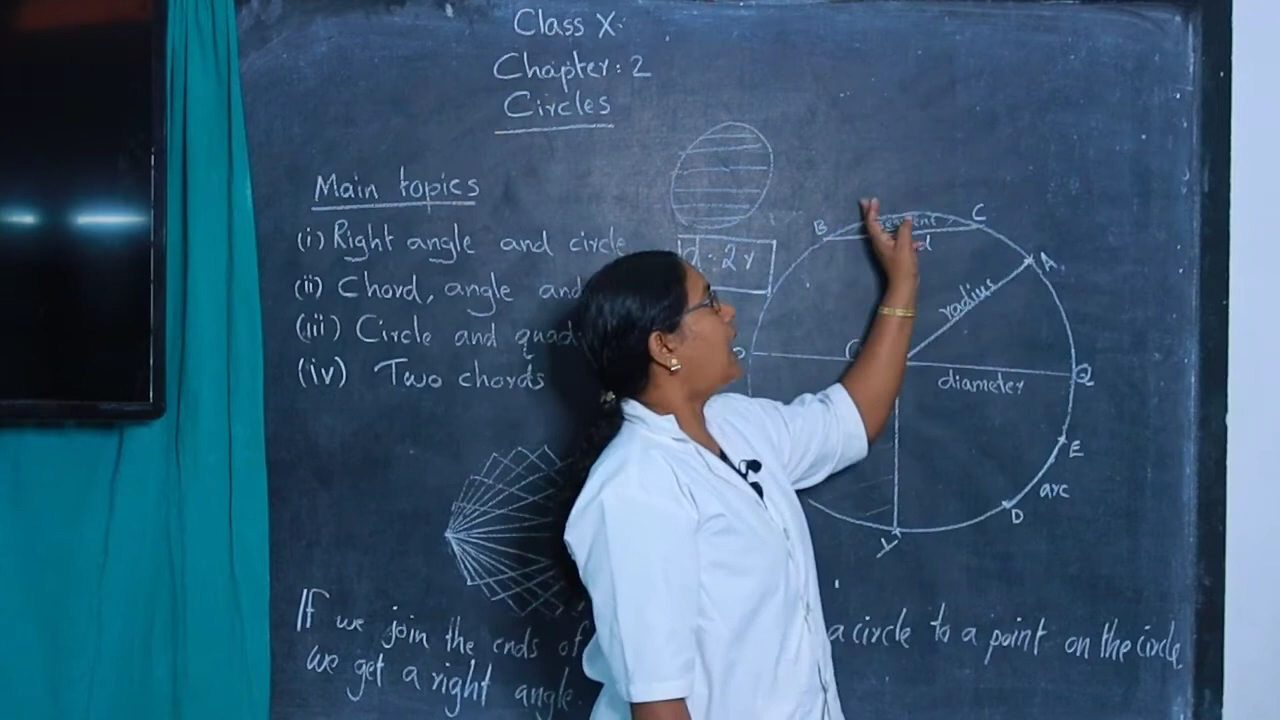 Class X:
Chapter: 2
Circles
Main topics
(i) Right angle and circle
(ii) Chord, angle and
(iii) Circle and quad
(iv) Two chords
d = 2r
B
C
segment
d
A
radius
P
diameter
Q
E
arc
D
Y
If we join the ends of
a circle to a point on the circle
we get a right angle.